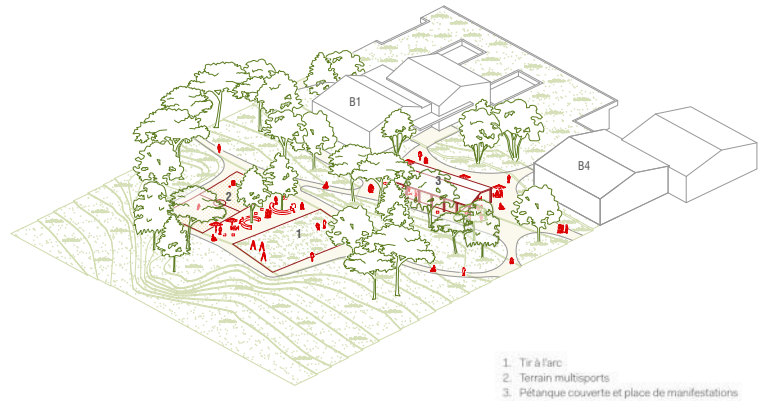 B1
B4
3
2
1
1. Tir à l'arc
2. Terrain multisports
3. Pétanque couverte et place de manifestations